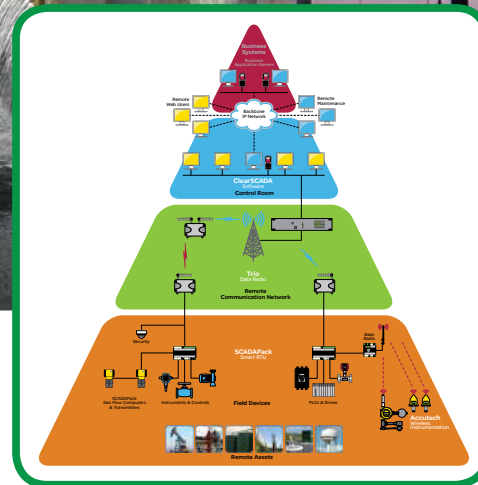 Business
Systems
Business
Application Servers
Remote
Web Users
Backbone
IP Network
Remote
Maintenance
ClearSCADA
Software
Control Room
Trio
Data Radio
Remote
Communication Network
Security
SCADAPack
Smart RTU
Base
Radio
SCADAPack
Gas Flow Computers
& Transmitters
Instruments & Controls
Field Devices
PLCs & Drives
Accutech
Wireless
Instrumentation
Remote Assets